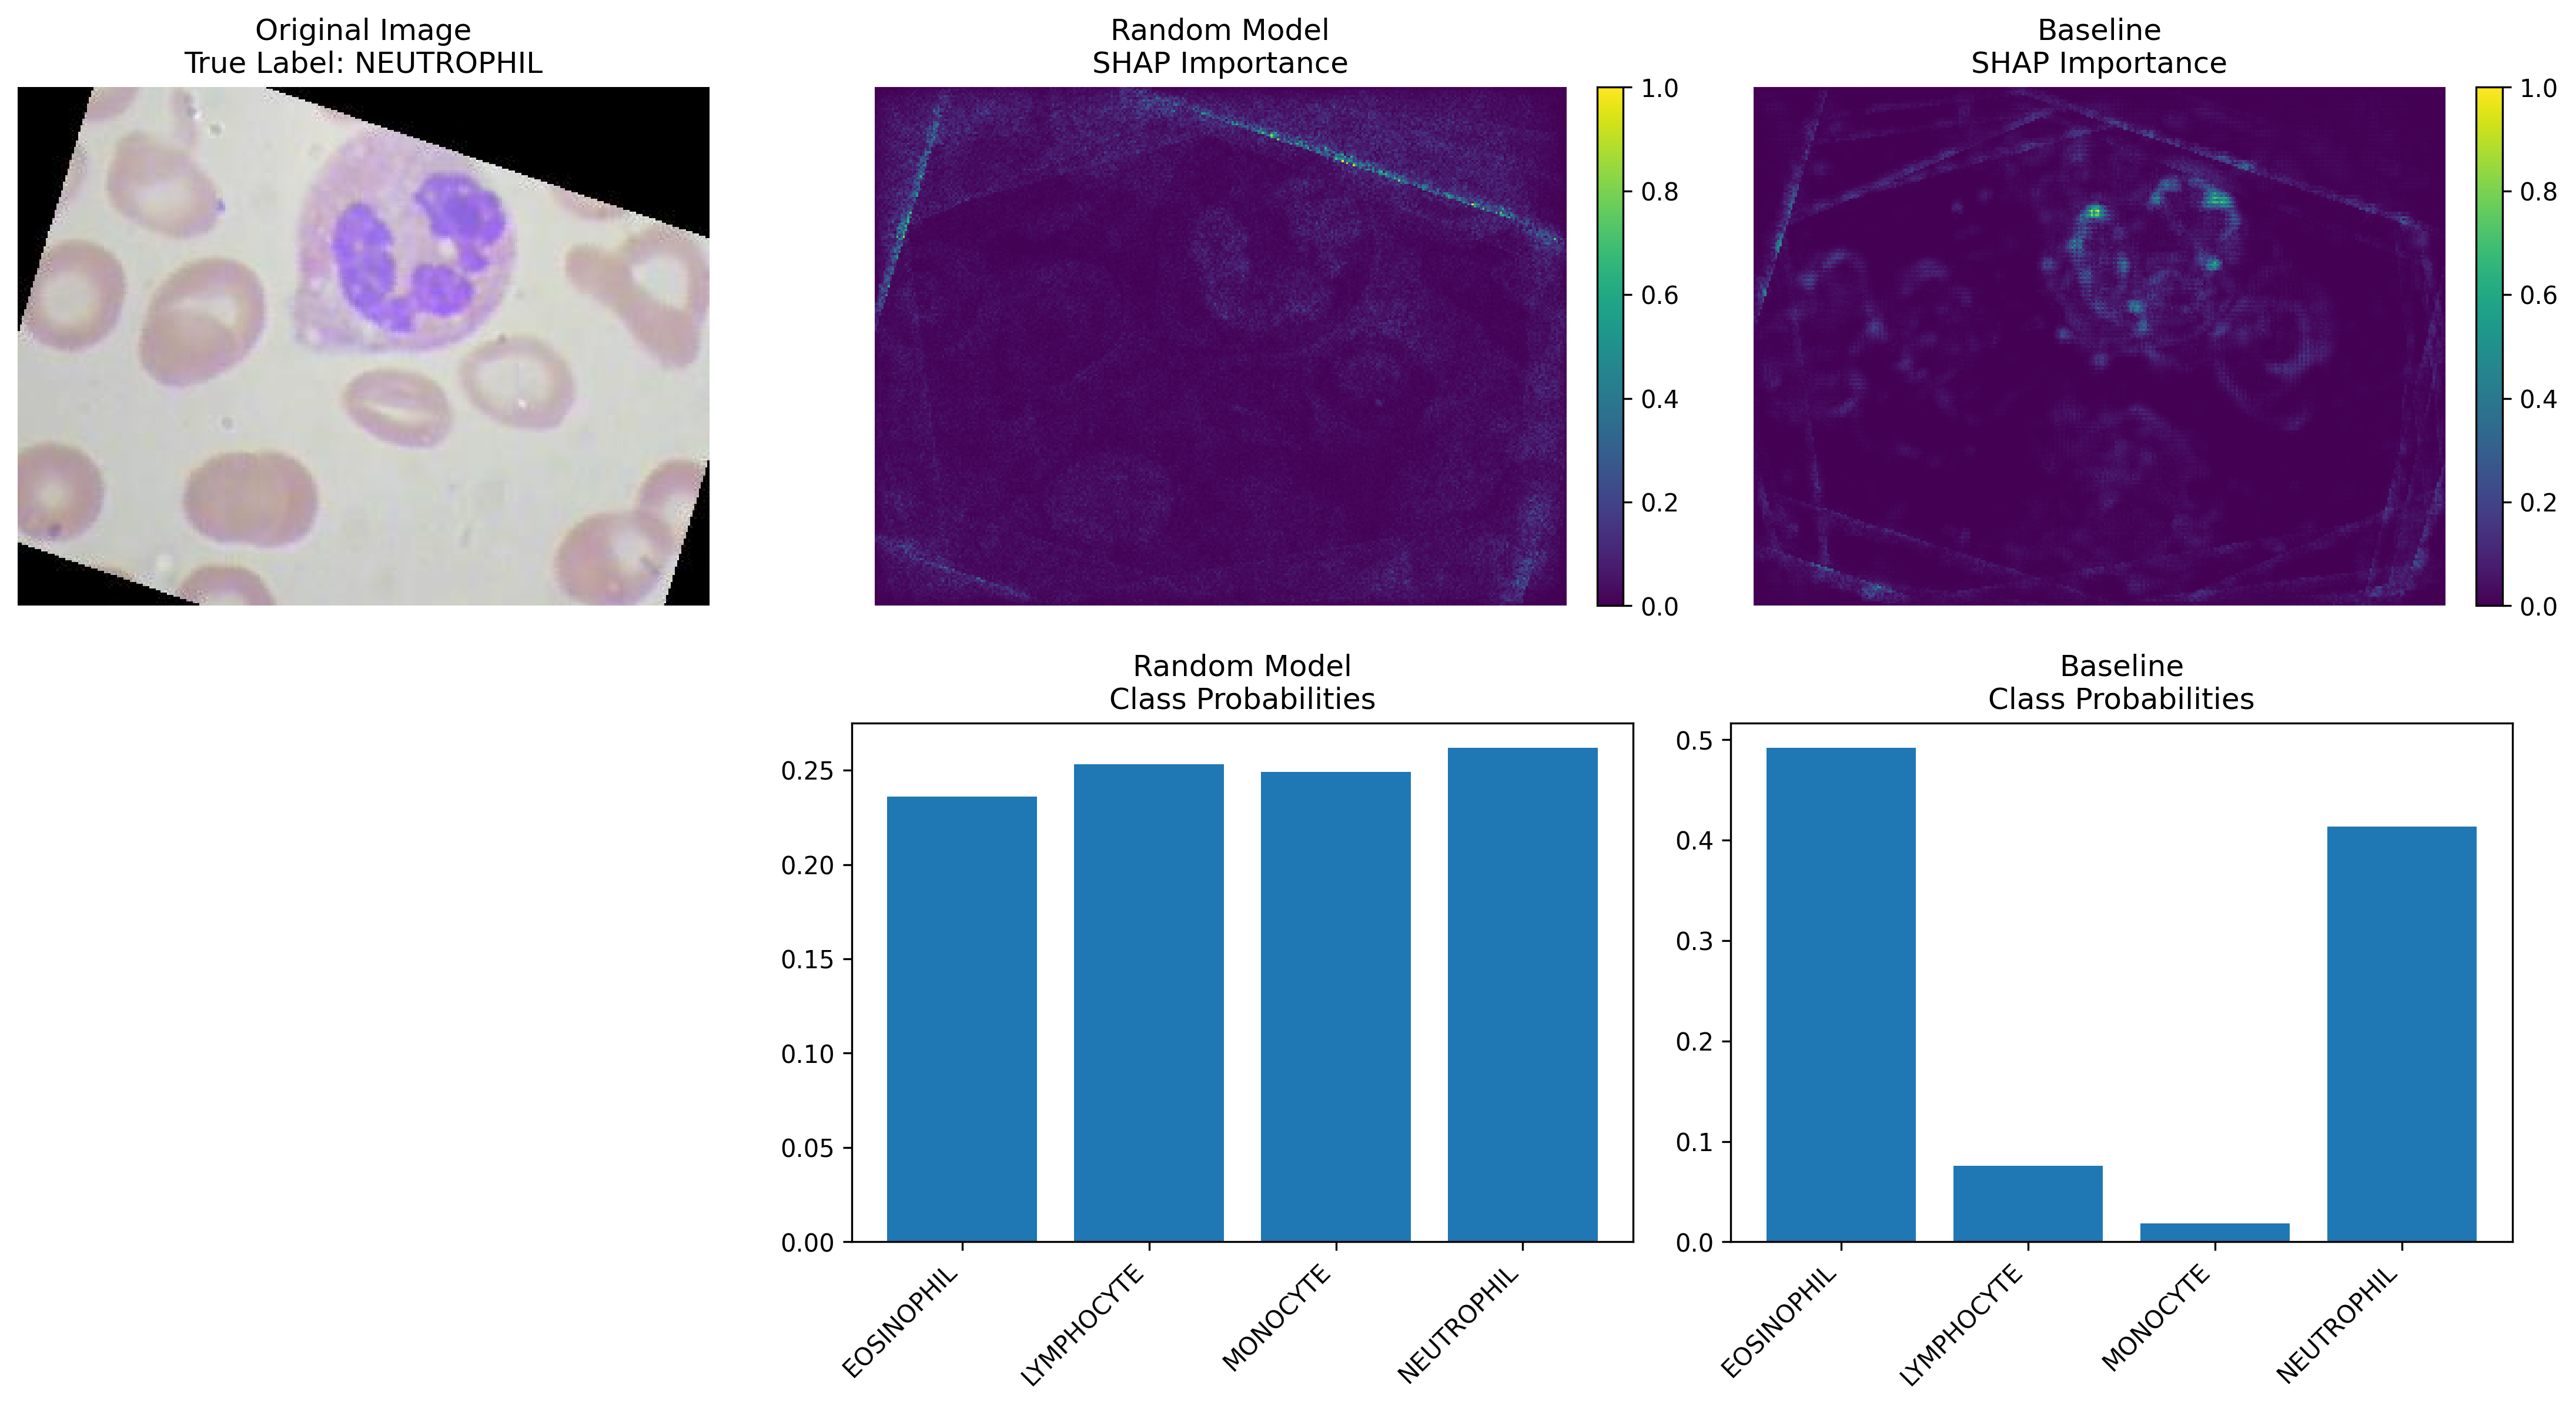 Original Image
True Label: NEUTROPHIL
Random Model
SHAP Importance
1.0
0.8
0.6
0.4
0.2
0.0
Baseline
SHAP Importance
1.0
0.8
0.6
0.4
0.2
0.0
Random Model
Class Probabilities
0.25
0.20
0.15
0.10
0.05
0.00
EOSINOPHIL
LYMPHOCYTE
MONOCYTE
NEUTROPHIL
Baseline
Class Probabilities
0.5
0.4
0.3
0.2
0.1
0.0
EOSINOPHIL
LYMPHOCYTE
MONOCYTE
NEUTROPHIL